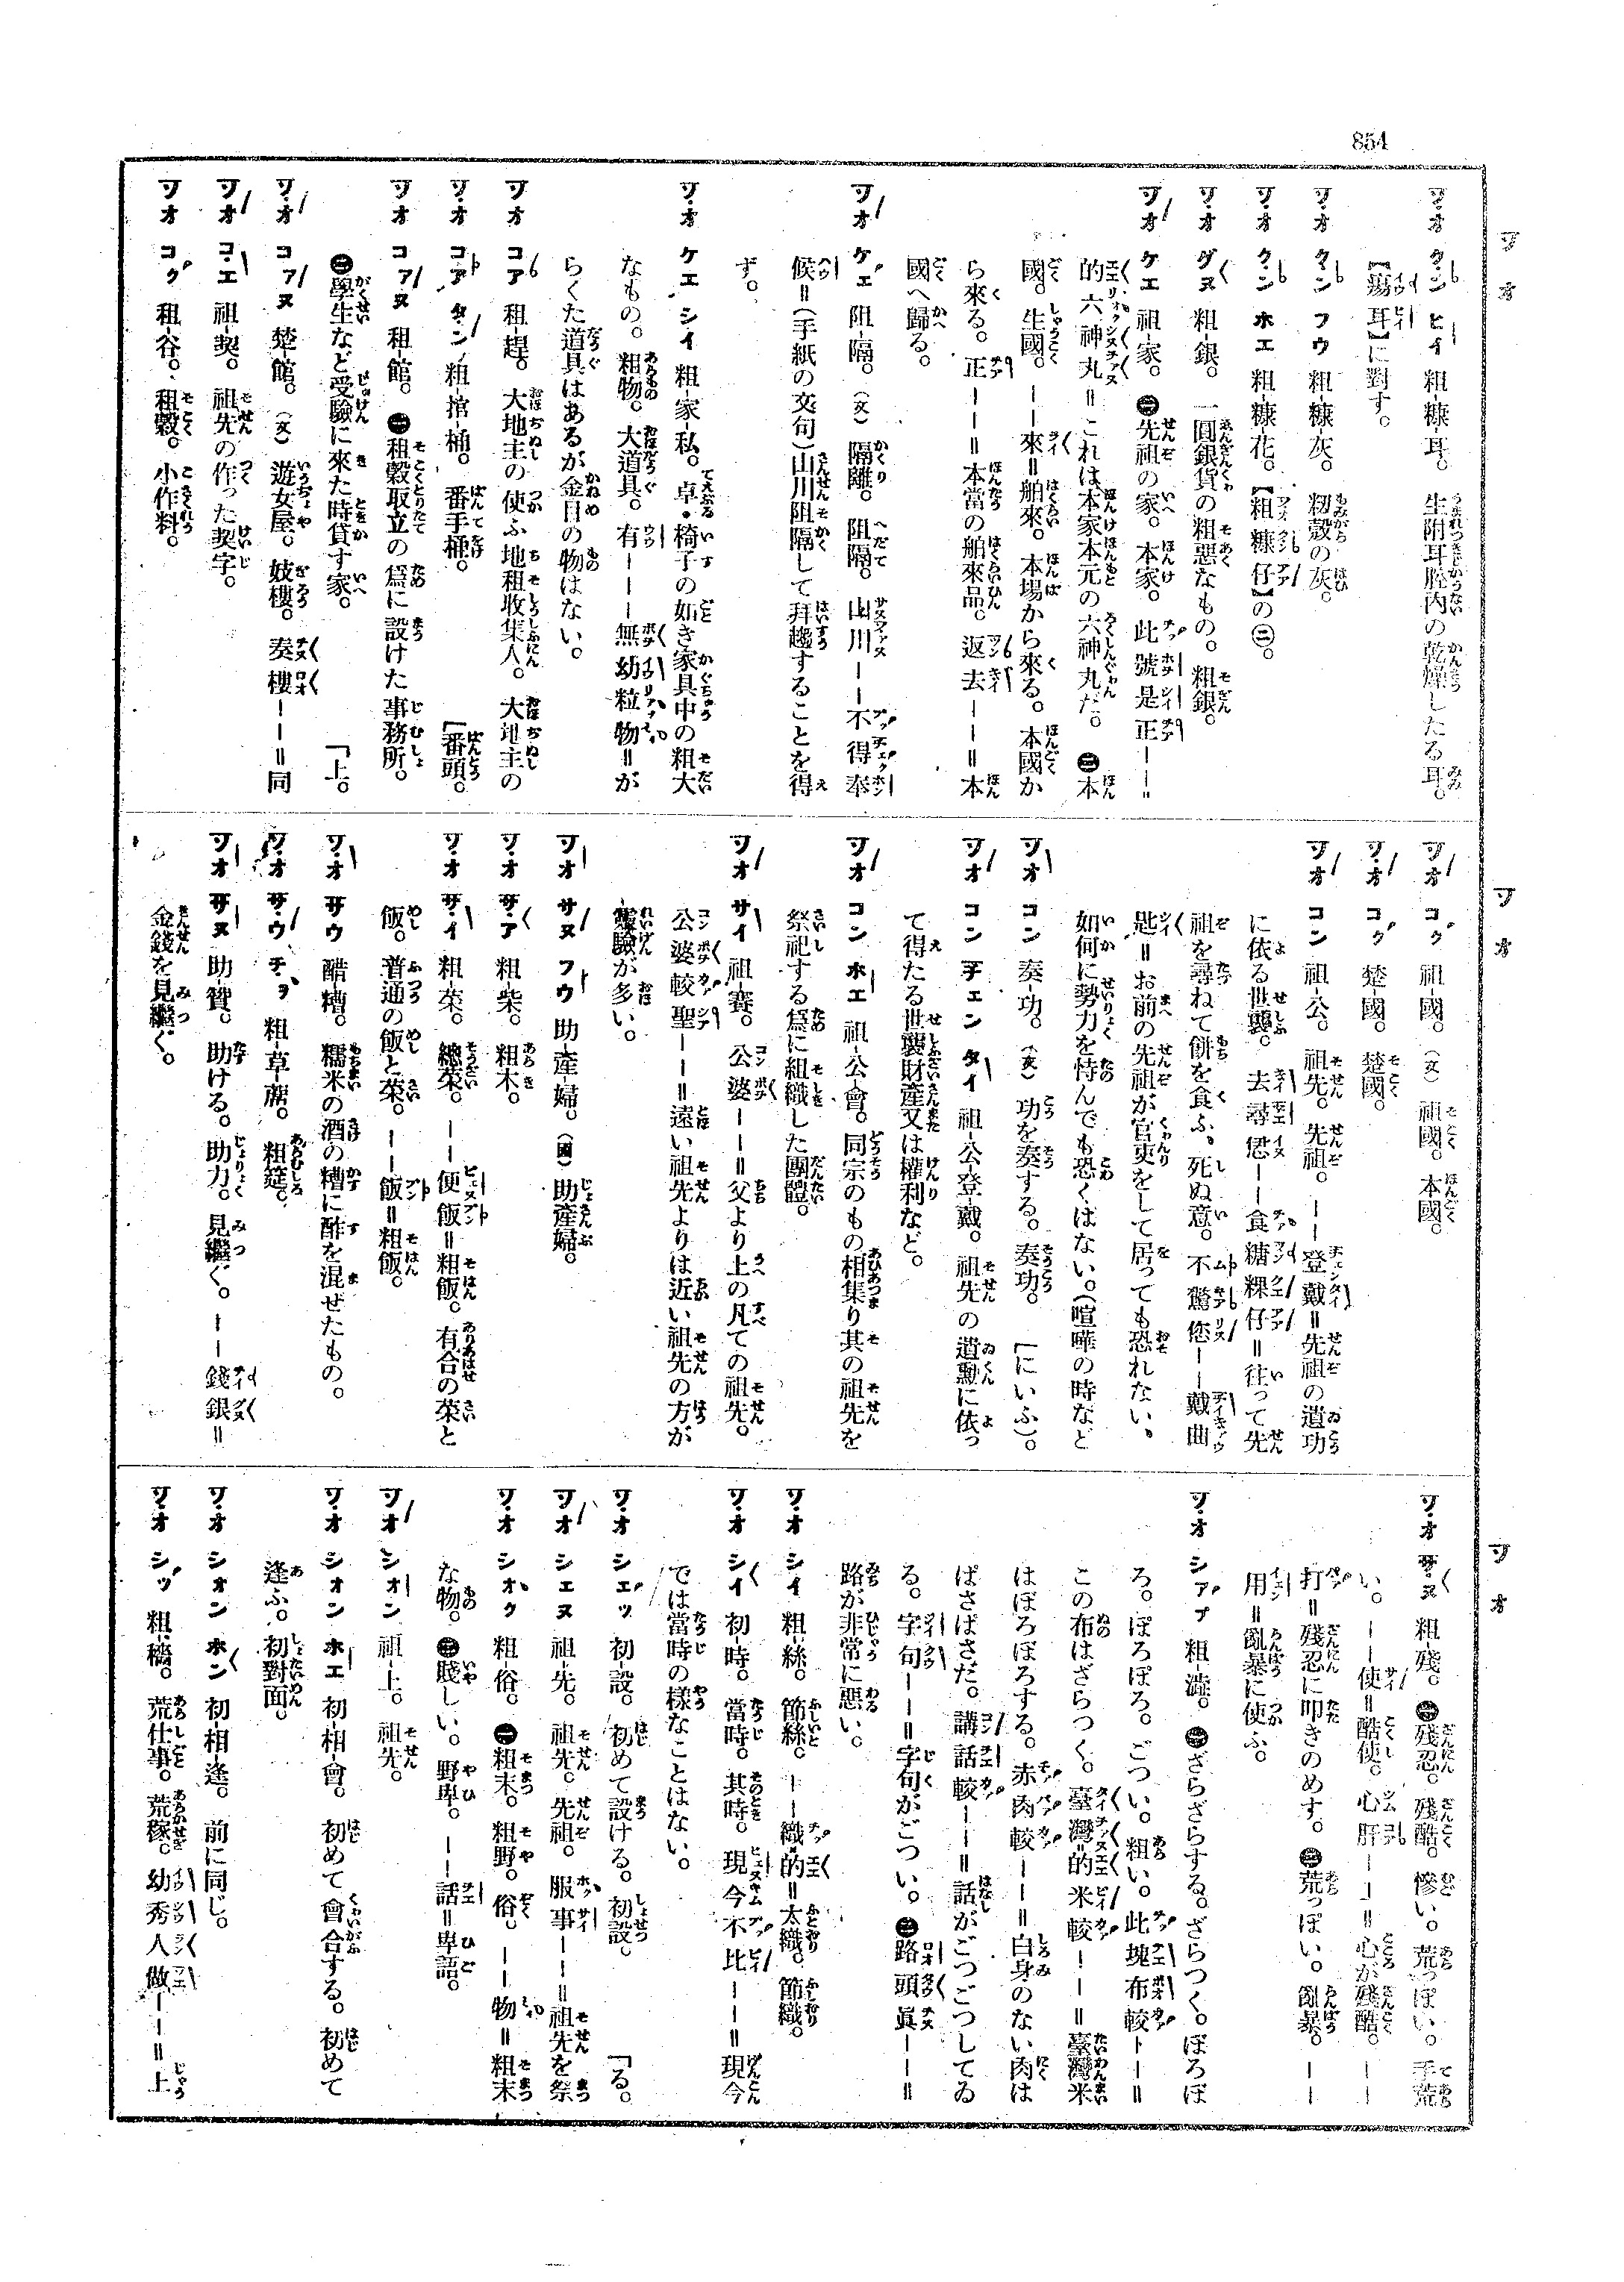 854
ツオ
ツオ
ツオ
ツオ クン ヒイ 粗-糠-耳。 生附耳腔内の乾燥したる耳。
【蕩耳】に對す。
ツオ クン フウ 粗-糠-灰。 籾殼の灰。
ツオ クン ホエ 粗-糠-花。【粗糠仔】の㊁。
ツオ グヌ 粗-銀。 一圓銀貨の粗惡なもの。粗銀。
ツオ ケエ 祖-家。 ㊀先祖の家。本家。此號是正——=
的六神丸=これは本家本元の六神丸だ。 ㊁本
國。生國。——來=舶來。本場から來る。本國か
ら來る。正——=本當の舶來品。返去——=本
國へ歸る。
ツオ ケェ 阻-隔。(文) 隔離。阻隔。山川——不得奉
候=(手紙の文句)山川阻隔して拜趨することを得
ず。
ツオ ケエ シイ 粗-家-私。卓・椅子の如き家具中の粗大
なもの。粗物。大道具。有——無幼粒物=が
らくた道具はあるが金目の物はない。
ツオ コア 租-趕。 大地主の使ふ地租收集人。大地主の
「番頭。
ツオ コア タン 粗-捾-桶。 番手桶。
ツオ コアヌ 租-館。 ㊀租穀取立の爲に設けた事務所。
㊁學生など受驗に來た時貸す家。
ツオ コアヌ 楚-館。(文) 遊女屋。妓樓。 秦樓——=同
「上。
ツオ コエ 祖-契。 祖先の作った契字。
ツオ コク 租-谷。 租穀。小作料。
ツオ コク 祖-國。(文) 祖國。本國。
ツオ コク 楚-國。 楚國。
ツオ コン 祖-公。 祖先。先祖。——登戴=先祖の遺功
に依る世襲。 去尋恁——食糖粿仔=往って先
祖を尋ねて餅を食ふ。死ぬ意。 不驚恁——戴曲
匙=お前の先祖が官吏をして居っても恐れない。
如何に勢力を恃んでも恐くはない。(喧嘩の時など
「にいふ)。
ツオ コン 奏-功。(文) 功を奏する。奏功。
ツオ コン チェン タイ 祖-公-登-戴。 祖先の遺勳に依っ
て得たる世襲財産又は權利など。
ツオ コン ホエ 祖-公-會。 同宗のもの相集り其の祖先を
祭祀する爲に組織した團體。
ツオ サイ 祖-賽。 公婆——=父より上の凡ての祖先。
公婆較聖——=遠い祖先よりは近い祖先の方が
靈驗が多い。
ツオ サヌ フウ 助-產-婦。(國) 助產婦。
ツオ サア 粗-柴。 粗木。
ツオ サイ 粗-菜。 總菜。——便飯=粗飯。有合の菜と
飯。普通の飯と菜。——飯=粗飯。
ツオ サウ 醋-糟。 糯米の酒の糟に酢を混ぜたもの。
ツオ サウ チヲ 粗-草-蓆。 粗筵。
ツオ サヌ 助-贊。 助ける。助力。見繼ぐ。——錢銀=
金錢を見繼ぐ。
ツオ サヌ 粗-殘。 ㊀殘忍。殘酷。慘い。荒っぽい。手荒
い。——使=酷使。心肝——=心が殘酷。——
打=殘忍に叩きのめす。 ㊁荒っぽい。亂暴。——
用=亂暴に使ふ。
ツオ シアプ 粗-澁。 ㊀ざらざらする。ざらつく。ぼろぼ
ろ。ぽろぽろ。ごつい。粗い。此塊布較——=
この布はざらつく。臺灣的米較——=臺灣米
はぽろぽろする。赤肉較——=白身のない肉は
ぱさぱさだ。講話較——=話がごつごつしてゐ
る。字句——=字句がごつい。 ㊁路頭眞——=
路が非常に惡い。
ツオ シイ 粗-絲。 節絲。——織的=太織。節織。
ツオ シイ 初-時。 當時。其時。現今不比——=現今
では當時の樣なことはない。
ツオ シェッ 初-設。 初めて設ける。初設。
ツオ シェヌ 祖-先。 祖先。先祖。服事——=祖先を祭
「る。
ツオ シオク 粗-俗。 ㊀粗末。粗野。俗。——物=粗末
な物。 ㊁賤しい。野卑。——話=卑語。
ツオ シオン 祖-上。 祖先。
ツオ シオン ホエ 初-相-會。 初めて會合する。初めて
逢ふ。初對面。
ツオ シオン ホン 初-相-逢。 前に同じ。
ツオ シッ 粗-穡。 荒仕事。荒稼。幼秀人做——=上